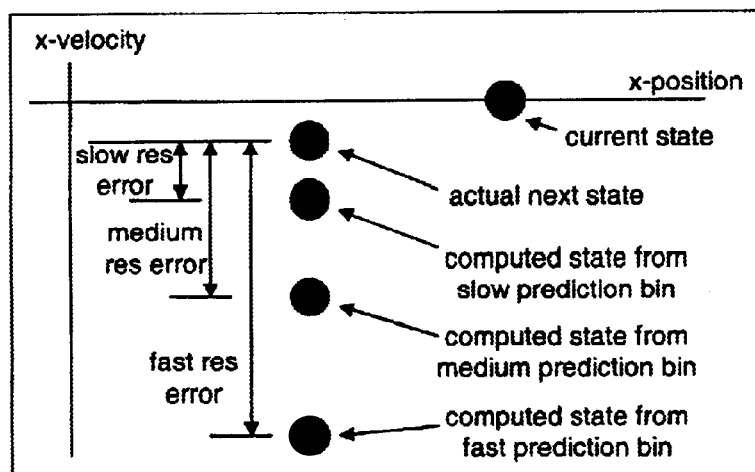 x-velocity
x-position
current state
slow res
error
actual next state
medium
res error
computed state from
slow prediction bin
fast res
error
computed state from
medium prediction bin
computed state from
fast prediction bin